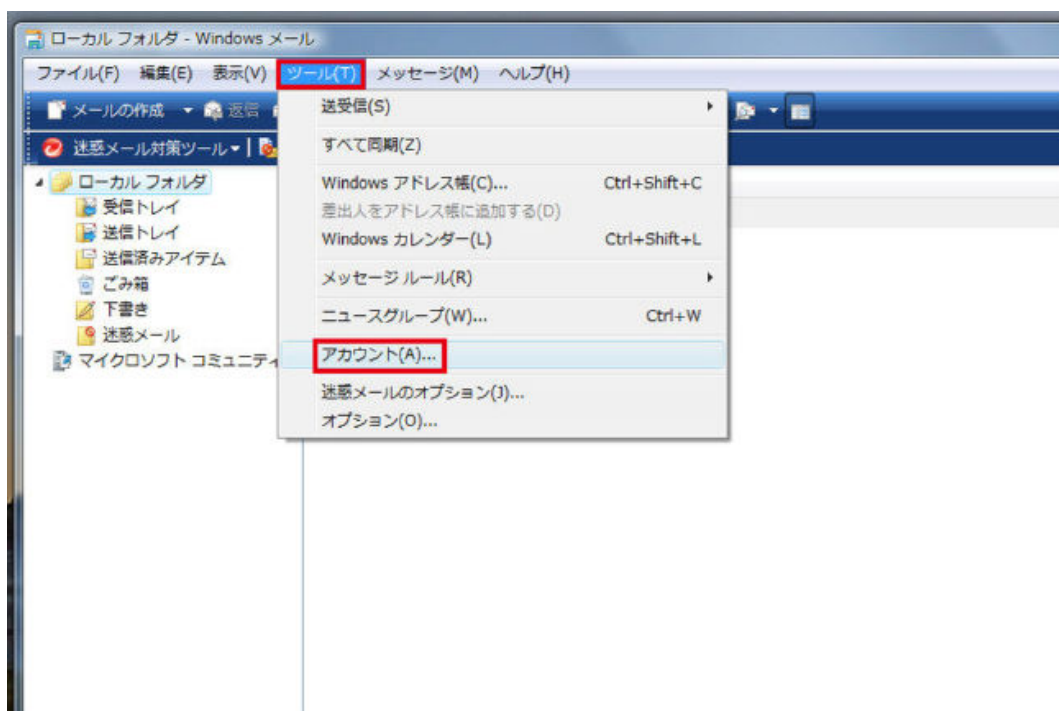 ローカル フォルダ - Windows メール
ファイル(F) 編集(E) 表示(V) ツール(T) メッセージ(M) ヘルプ(H)
メールの作成 返信
迷惑メール対策ツール
ローカル フォルダ
受信トレイ
送信トレイ
送信済みアイテム
ごみ箱
下書き
迷惑メール
マイクロソフト コミュニティ
送受信(S)
すべて同期(Z)
Windows アドレス帳(C)... Ctrl+Shift+C
差出人をアドレス帳に追加する(D)
Windows カレンダー(L) Ctrl+Shift+L
メッセージ ルール(R)
ニュースグループ(W)... Ctrl+W
アカウント(A)...
迷惑メールのオプション(J)...
オプション(O)...